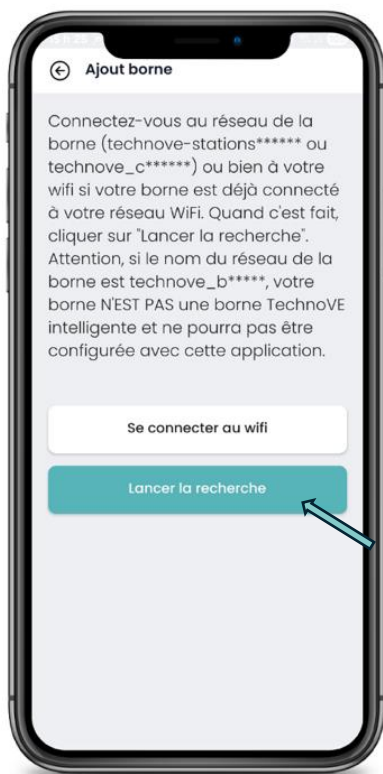 Ajout borne
Connectez-vous au réseau de la
borne (technove-stations****** ou
technove_c******) ou bien à votre
wifi si votre borne est déjà connecté
à votre réseau WiFi. Quand c'est fait,
cliquer sur "Lancer la recherche".
Attention, si le nom du réseau de la
borne est technove_b*****, votre
borne N'EST PAS une borne TechnoVE
intelligente et ne pourra pas être
configurée avec cette application.
Se connecter au wifi
Lancer la recherche